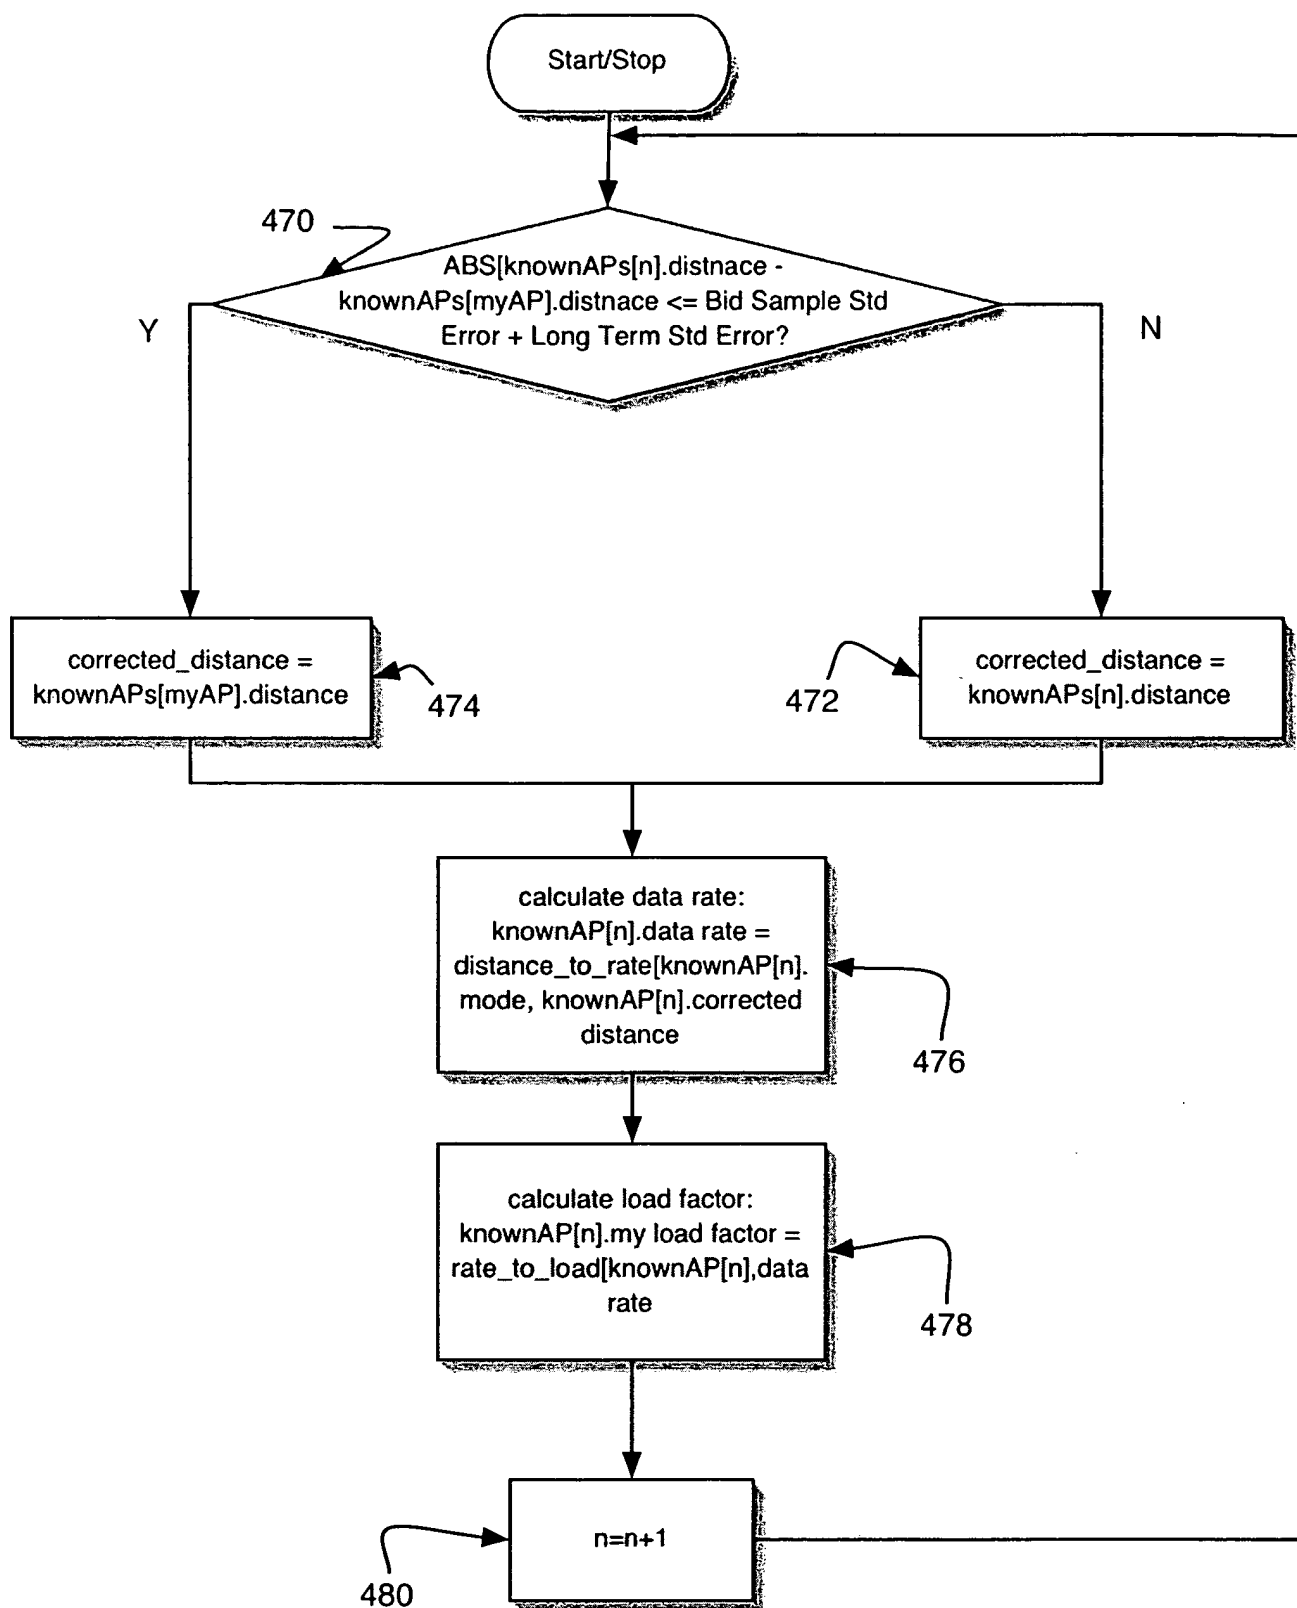 Start/Stop
470
ABS[knownAPs[n].distnace -
knownAPs[myAP].distnace <= Bid Sample Std
Error + Long Term Std Error?
Y
N
corrected_distance =
knownAPs[myAP].distance
474
472
corrected_distance =
knownAPs[n].distance
calculate data rate:
knownAP[n].data rate =
distance_to_rate[knownAP[n].
mode, knownAP[n].corrected
distance
476
calculate load factor:
knownAP[n].my load factor =
rate_to_load[knownAP[n],data
rate
478
n=n+1
480